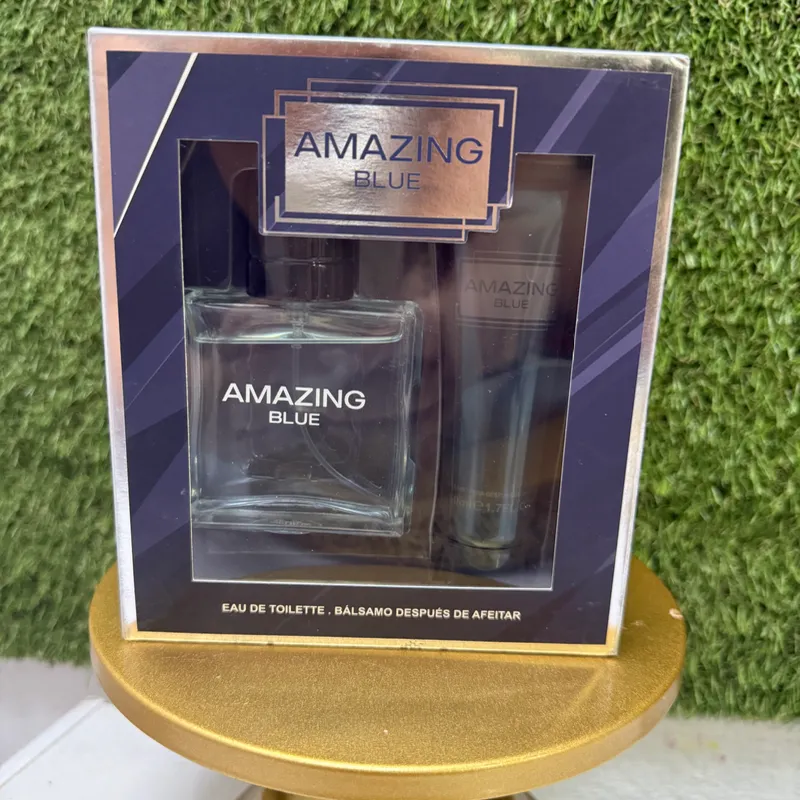 AMAZING
BLUE
AMAZING
BLUE
AMAZING
BLUE
EAU DE TOILETTE . BÁLSAMO DESPUÉS DE AFEITAR